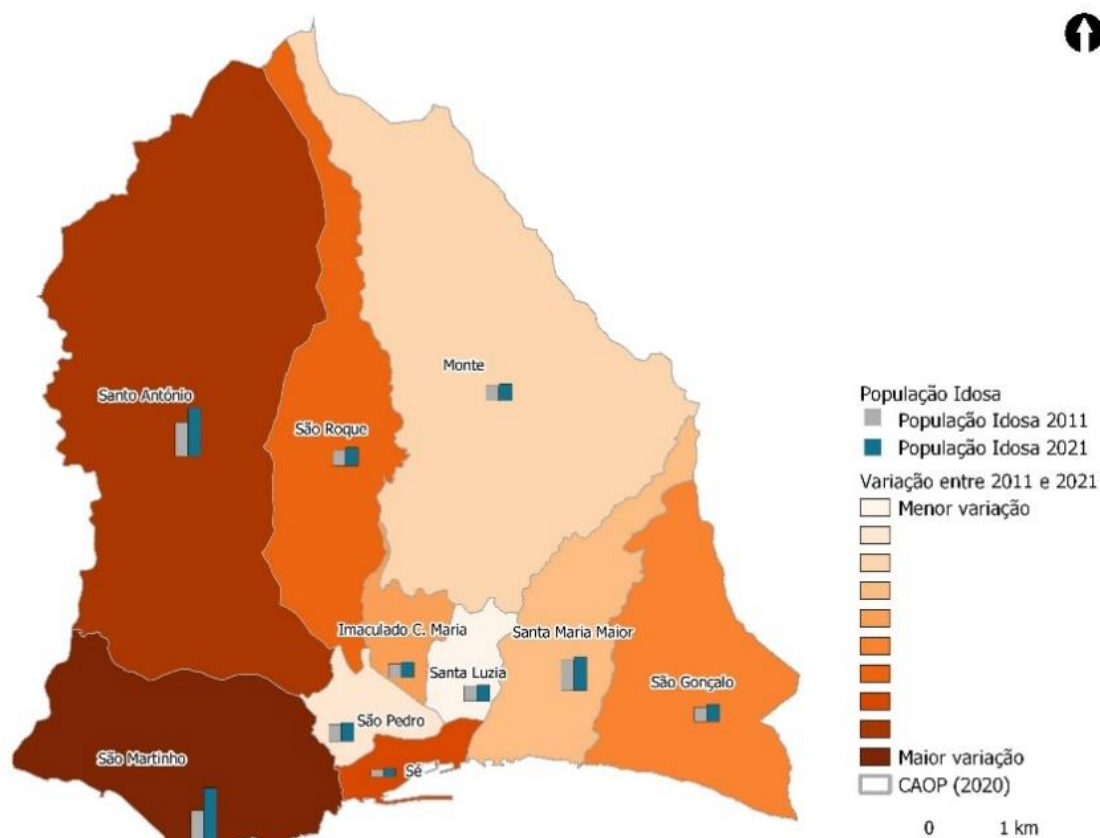 Monte
Santo António
São Roque
Imaculado C. Maria
Santa Maria Maior
Santa Luzia
São Gonçalo
São Pedro
São Martinho
Sé
População Idosa
População Idosa 2011
População Idosa 2021
Variação entre 2011 e 2021
Menor variação
Maior variação
CAOP (2020)
0 1 km